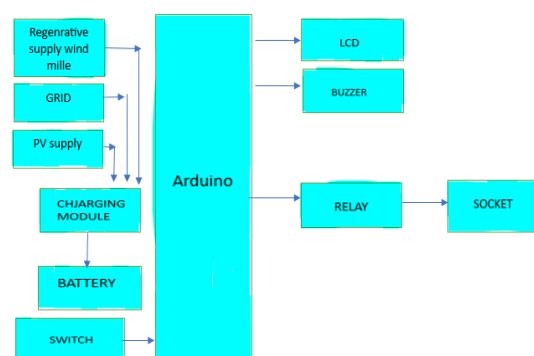 Regenrative
supply wind
mille
GRID
PV supply
CHJARGING
MODULE
BATTERY
SWITCH
Arduino
LCD
BUZZER
RELAY
SOCKET